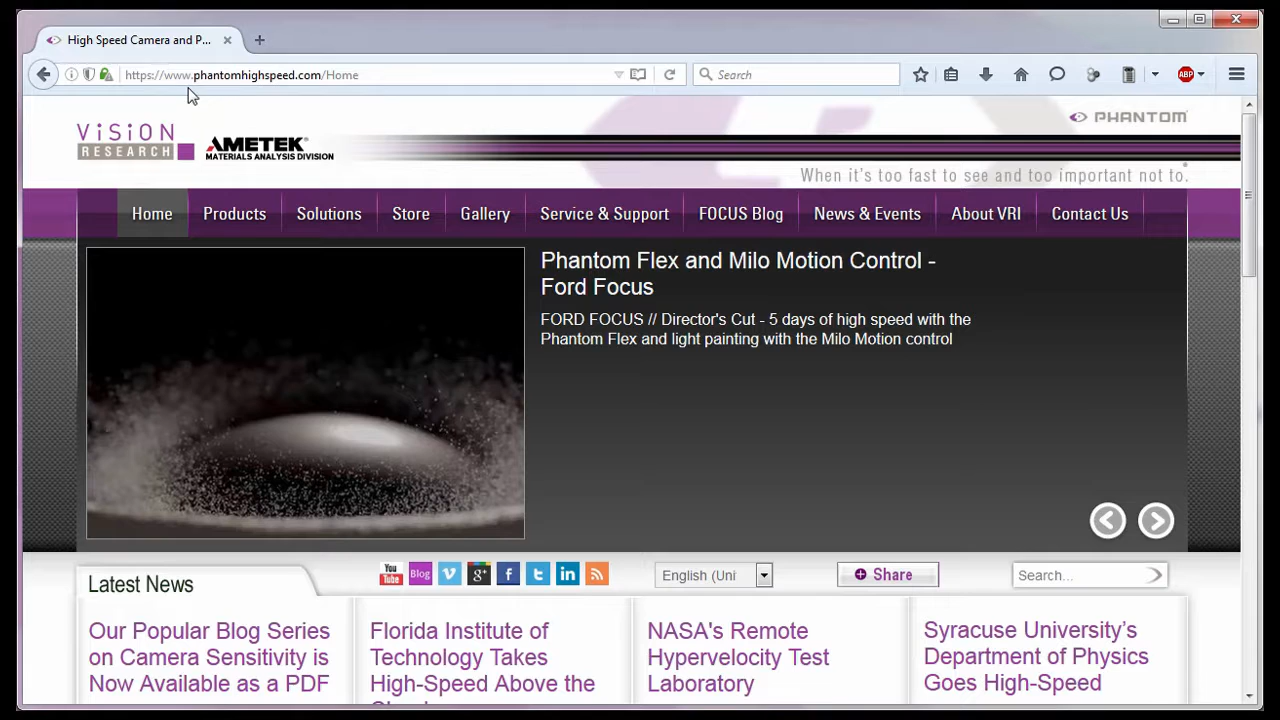 High Speed Camera and P...
https://www.phantomhighspeed.com/Home
Search
ABP
ViSiON
RESEARCH
AMETEK®
MATERIALS ANALYSIS DIVISION
PHANTOM
When it's too fast to see and too important not to.
Home Products Solutions Store Gallery Service & Support FOCUS Blog News & Events About VRI Contact Us
Phantom Flex and Milo Motion Control -
Ford Focus
FORD FOCUS // Director's Cut - 5 days of high speed with the
Phantom Flex and light painting with the Milo Motion control
Latest News
You
Tube
Blog
English (Uni
Share
Search...
Our Popular Blog Series
on Camera Sensitivity is
Now Available as a PDF
Florida Institute of
Technology Takes
High-Speed Above the
NASA's Remote
Hypervelocity Test
Laboratory
Syracuse University's
Department of Physics
Goes High-Speed